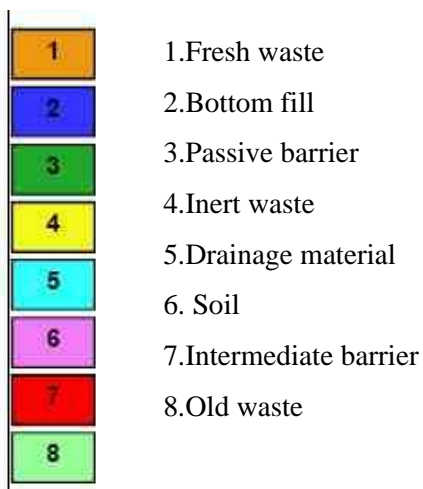 1
2
3
4
5
6
7
8
1.Fresh waste
2.Bottom fill
3.Passive barrier
4.Inert waste
5.Drainage material
6. Soil
7.Intermediate barrier
8.Old waste